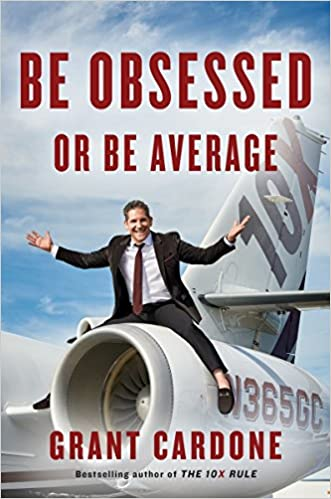 BE OBSESSED
OR BE AVERAGE
10X
N365GC
GRANT CARDONE
Bestselling author of THE 10X RULE